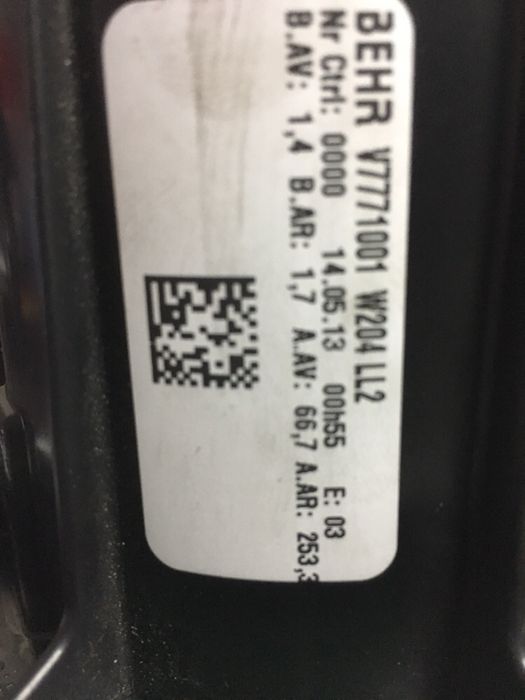 BEHR V7771001 W204 LL2
Nr Ctrl: 0000 14.05.13 00h55 E: 03
B.AV: 1,4 B.AR: 1,7 A.AV: 66,7 A.AR: 253,3